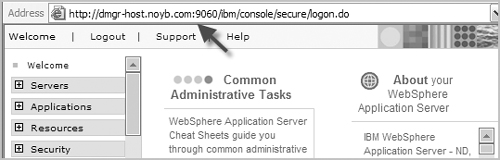 Address http://dmgr-host.noyb.com:9060/ibm/console/secure/logon.do
Welcome | Logout | Support Help
Welcome
Servers
Applications
Resources
Security
Common
Administrative Tasks
WebSphere Application Server
Cheat Sheets guide you
through common administrative
About your
WebSphere
Application Server
IBM WebSphere
Application Server - ND,